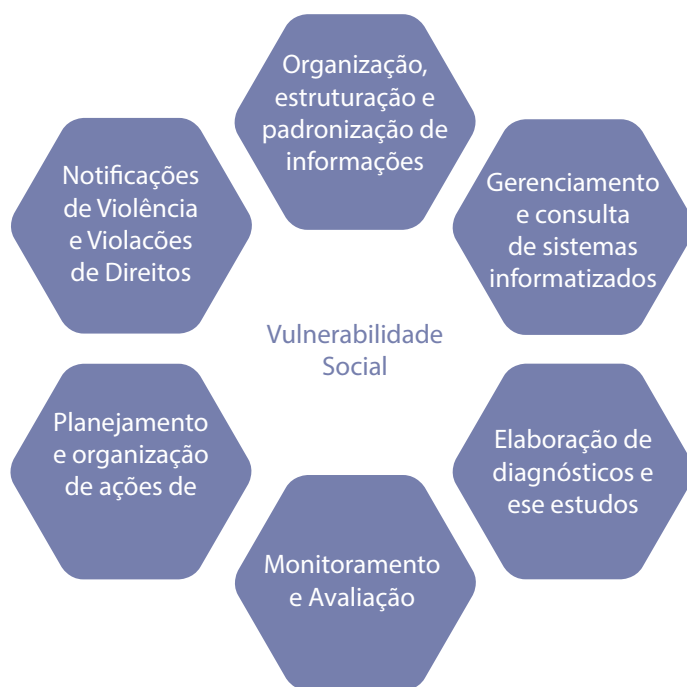 Organização,
estruturação e
padronização de
informações
Gerenciamento
e consulta
de sistemas
informatizados
Elaboração de
diagnósticos e
ese estudos
Monitoramento
e Avaliação
Planejamento
e organização
de ações de
Notificações
de Violência
e Violacões
de Direitos
Vulnerabilidade
Social